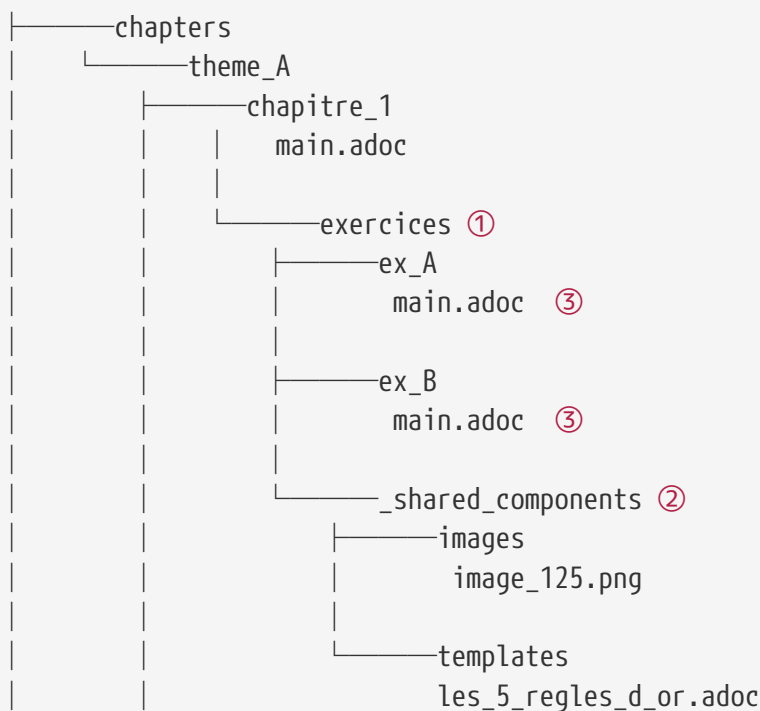 chapters
theme_A
chapitre_1
main.adoc
exercices ①
ex_A
main.adoc ③
ex_B
main.adoc ③
_shared_components ②
images
image_125.png
templates
les_5_regles_d_or.adoc